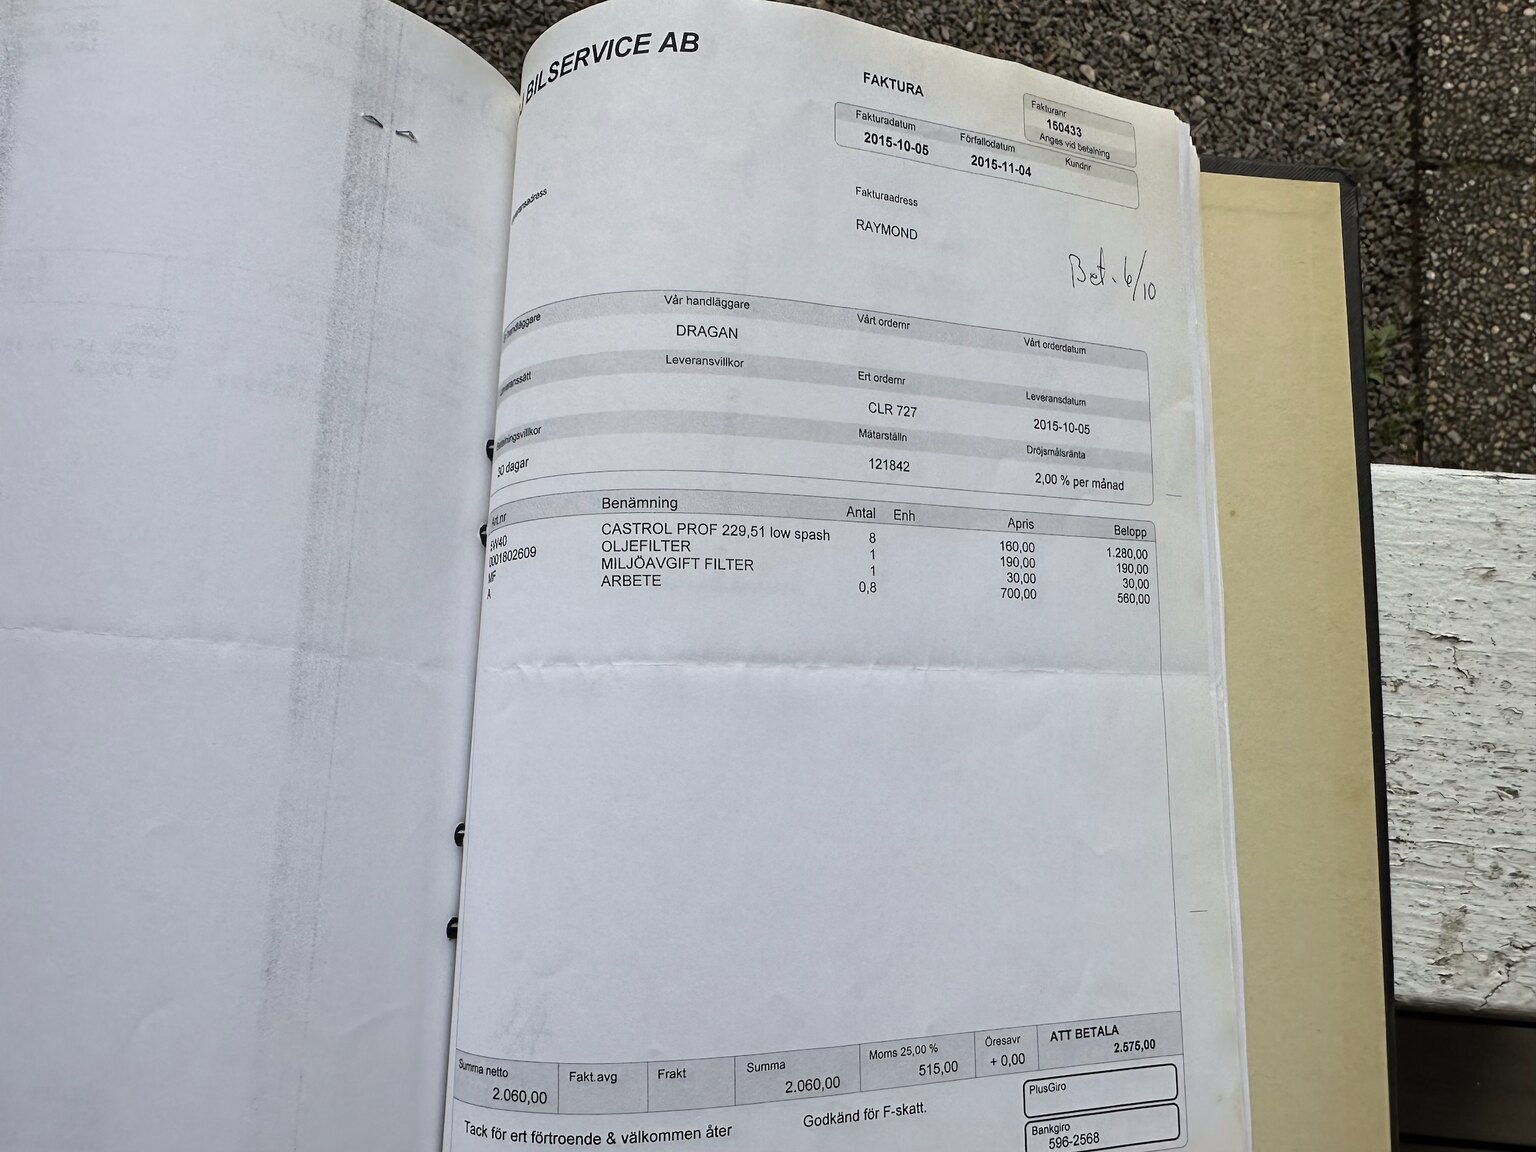 BILSERVICE AB
FAKTURA
Fakturanr
150433
Anges vid betalning
Fakturadatum Förfallodatum Kundnr
2015-10-05 2015-11-04
Fakturaadress
RAYMOND
Bet. 6/10
Vår handläggare Vårt ordernr Vårt orderdatum
DRAGAN
Leveransvillkor Ert ordernr Leveransdatum
CLR 727 2015-10-05
Mätarställn Dröjsmålsränta
30 dagar 121842 2,00 % per månad
Art.nr Benämning Antal Enh Apris Belopp
5W40 CASTROL PROF 229,51 low spash 8 160,00 1.280,00
0001802609 OLJEFILTER 1 190,00 190,00
MF MILJÖAVGIFT FILTER 1 30,00 30,00
A ARBETE 0,8 700,00 560,00
Summa netto Fakt.avg Frakt Summa Moms 25,00 % Öresavr ATT BETALA
2.060,00 2.060,00 515,00 + 0,00 2.575,00
Tack för ert förtroende & välkommen åter Godkänd för F-skatt.
PlusGiro
Bankgiro
596-2568